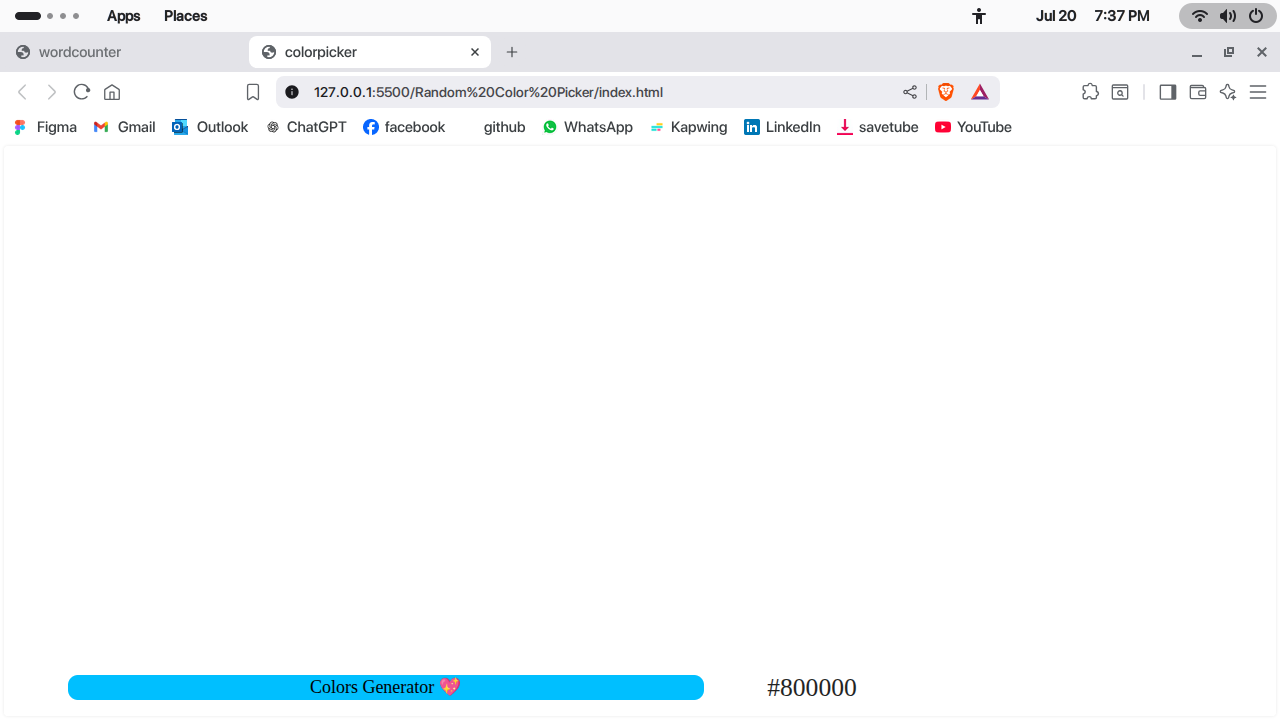 Apps Places Jul 20 7:37 PM
wordcounter colorpicker
127.0.0.1:5500/Random%20Color%20Picker/index.html
Figma Gmail Outlook ChatGPT facebook github WhatsApp Kapwing LinkedIn savetube YouTube
Colors Generator 💖 #800000